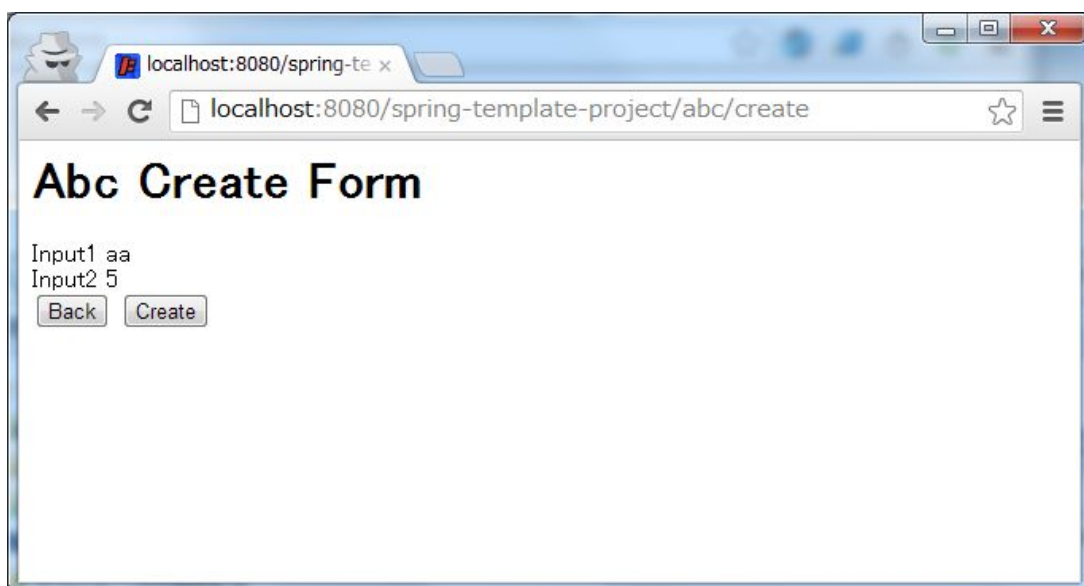 localhost:8080/spring-te
localhost:8080/spring-template-project/abc/create
Abc Create Form
Input1 aa
Input2 5
Back Create